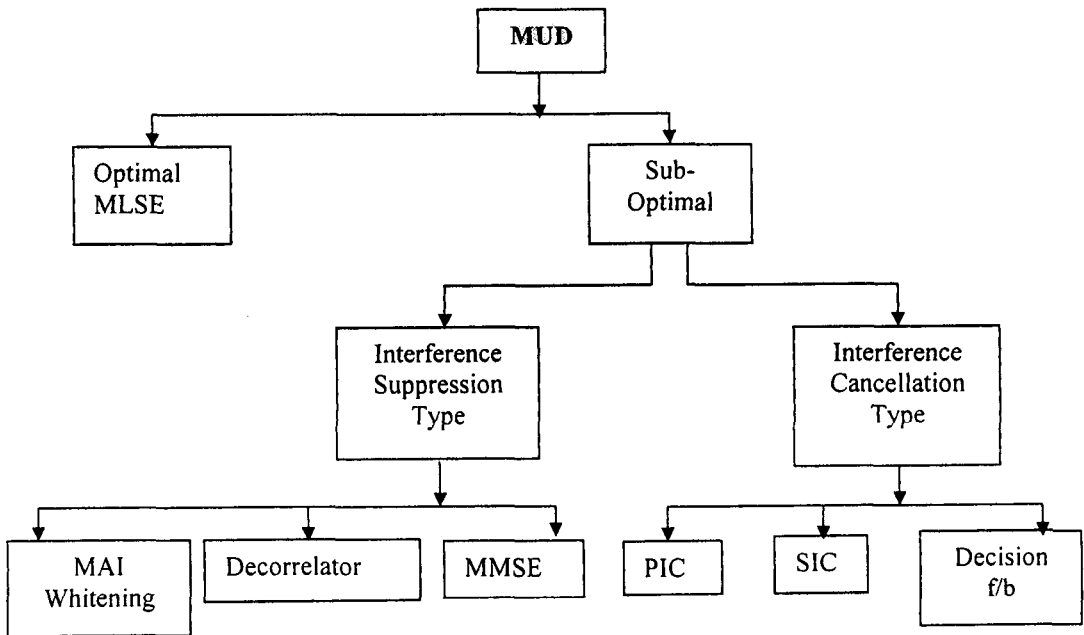 MUD
Optimal
MLSE
Sub-
Optimal
Interference
Suppression
Type
Interference
Cancellation
Type
MAI
Whitening
Decorrelator
MMSE
PIC
SIC
Decision
f/b